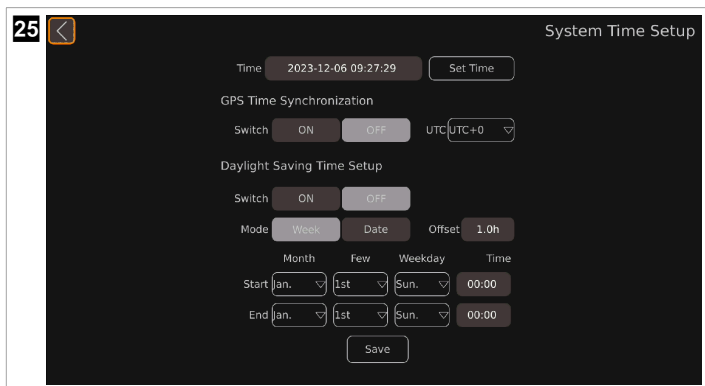 25
System Time Setup
Time 2023-12-06 09:27:29 Set Time
GPS Time Synchronization
Switch ON OFF UTC UTC+0
Daylight Saving Time Setup
Switch ON OFF
Mode Week Date Offset 1.0h
Month Few Weekday Time
Start Jan. 1st Sun. 00:00
End Jan. 1st Sun. 00:00
Save